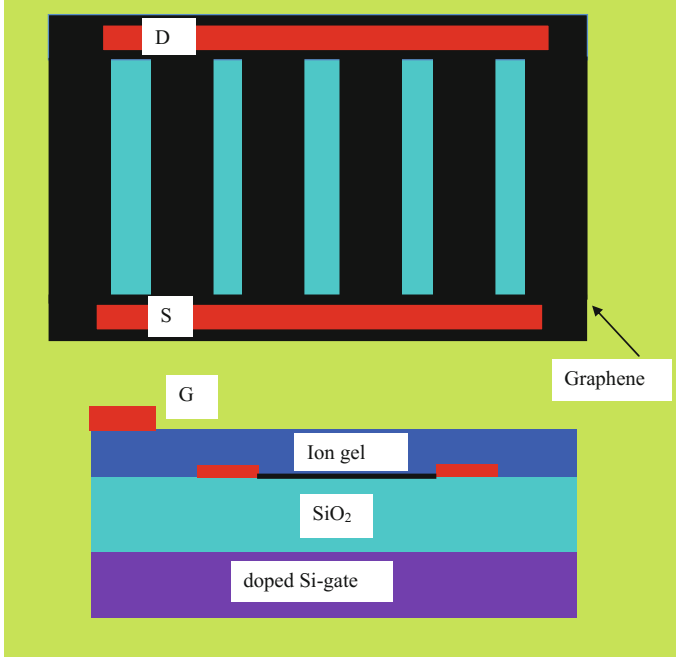 D
S
Graphene
G
Ion gel
SiO₂
doped Si-gate